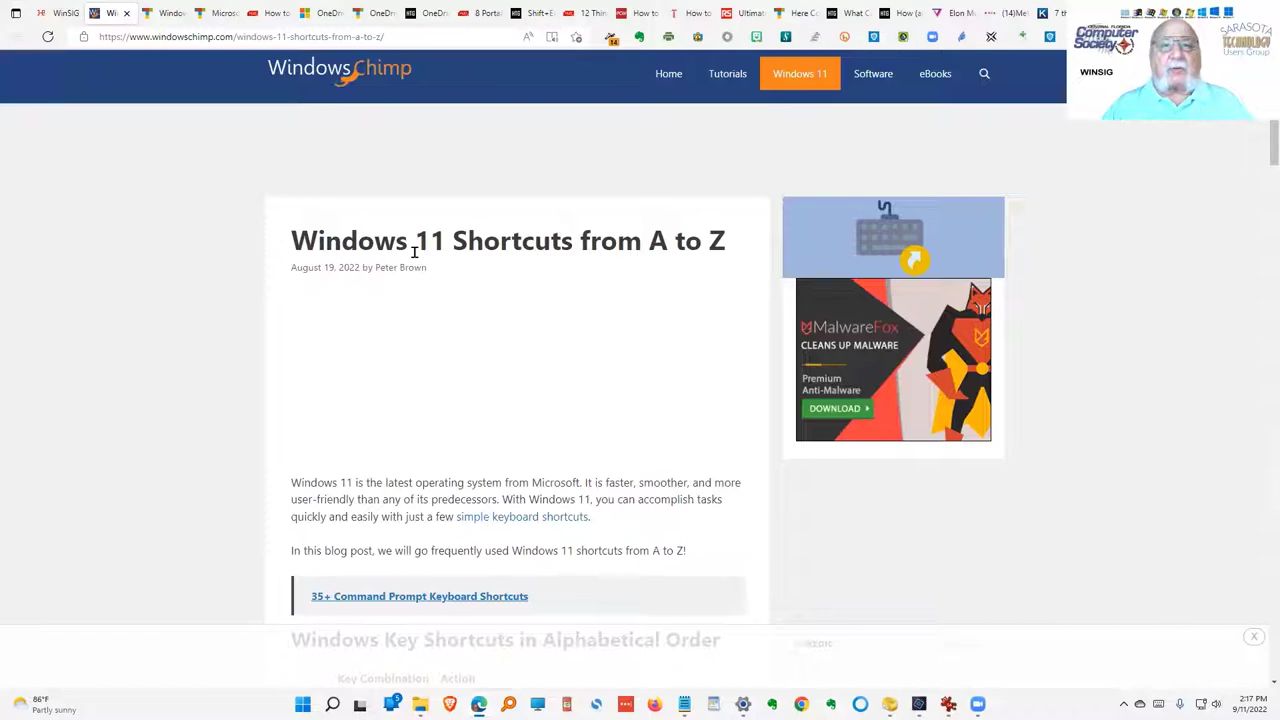 https://www.windowschimp.com/windows-11-shortcuts-from-a-to-z/
WindowsChimp
Home
Tutorials
Windows 11
Software
eBooks
CENTRAL FLORIDA
Computer
Society
SARASOTA
TECHNOLOGY
Users Group
WINSIG
Windows 11 Shortcuts from A to Z
August 19, 2022 by Peter Brown
MalwareFox
CLEANS UP MALWARE
Premium
Anti-Malware
DOWNLOAD
Windows 11 is the latest operating system from Microsoft. It is faster, smoother, and more
user-friendly than any of its predecessors. With Windows 11, you can accomplish tasks
quickly and easily with just a few simple keyboard shortcuts.
In this blog post, we will go frequently used Windows 11 shortcuts from A to Z!
35+ Command Prompt Keyboard Shortcuts
Windows Key Shortcuts in Alphabetical Order
Key Combination Action
X
86°F
Partly sunny
5
2:17 PM
9/11/2022